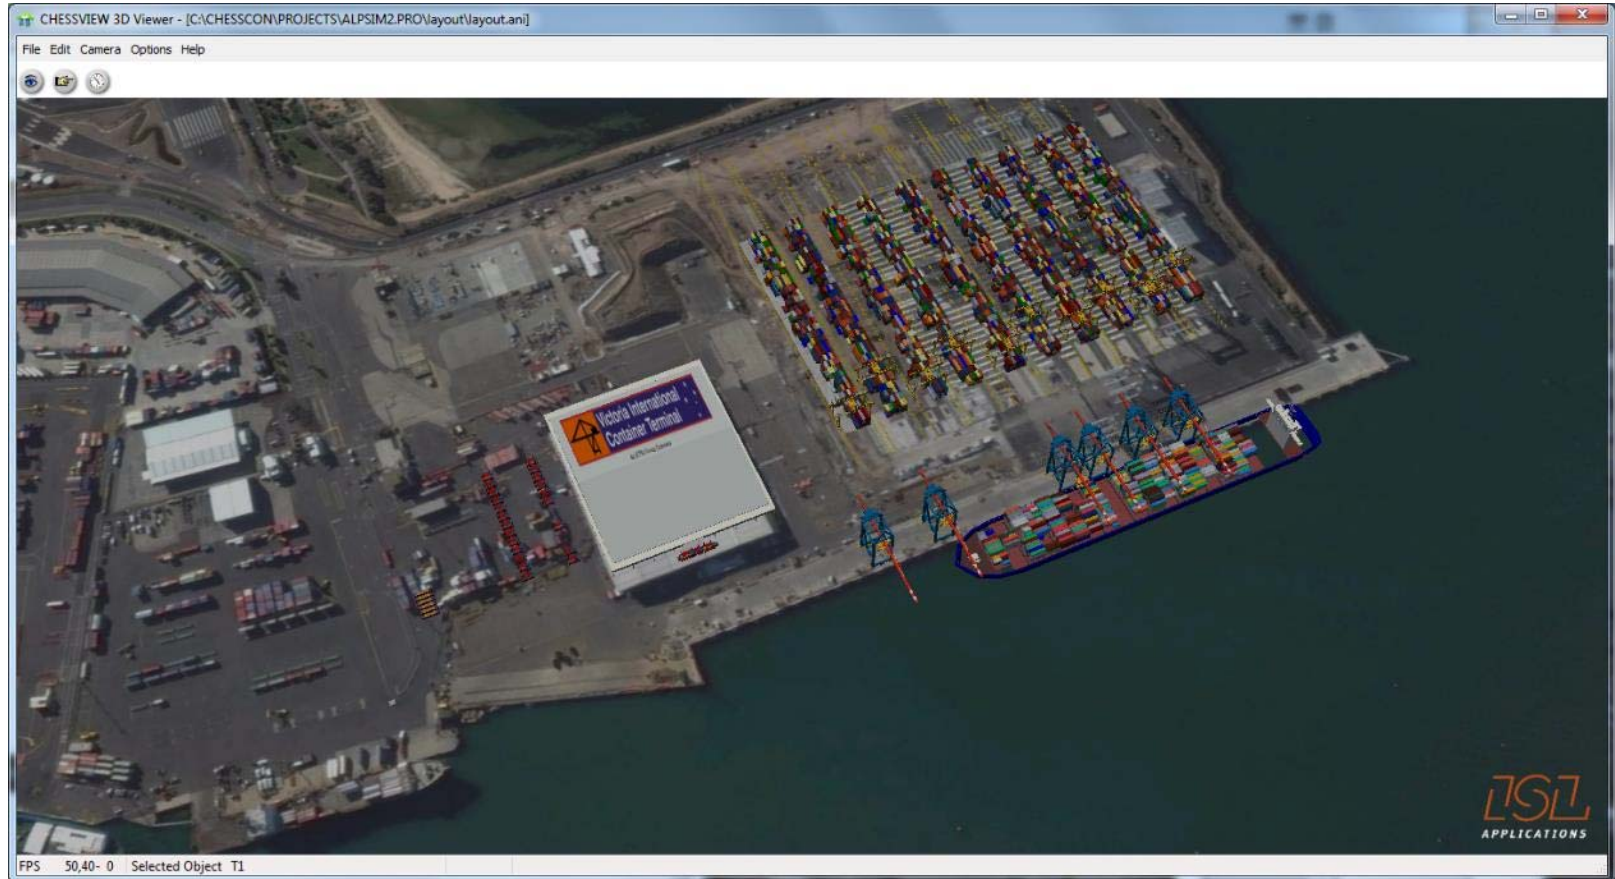 CHESSVIEW 3D Viewer - [C:\CHESSCON\PROJECTS\ALPSIM2.PRO\layout\layout.ani]
File Edit Camera Options Help
Victoria International
Container Terminal
ISL
APPLICATIONS
FPS 50,40- 0 Selected Object T1